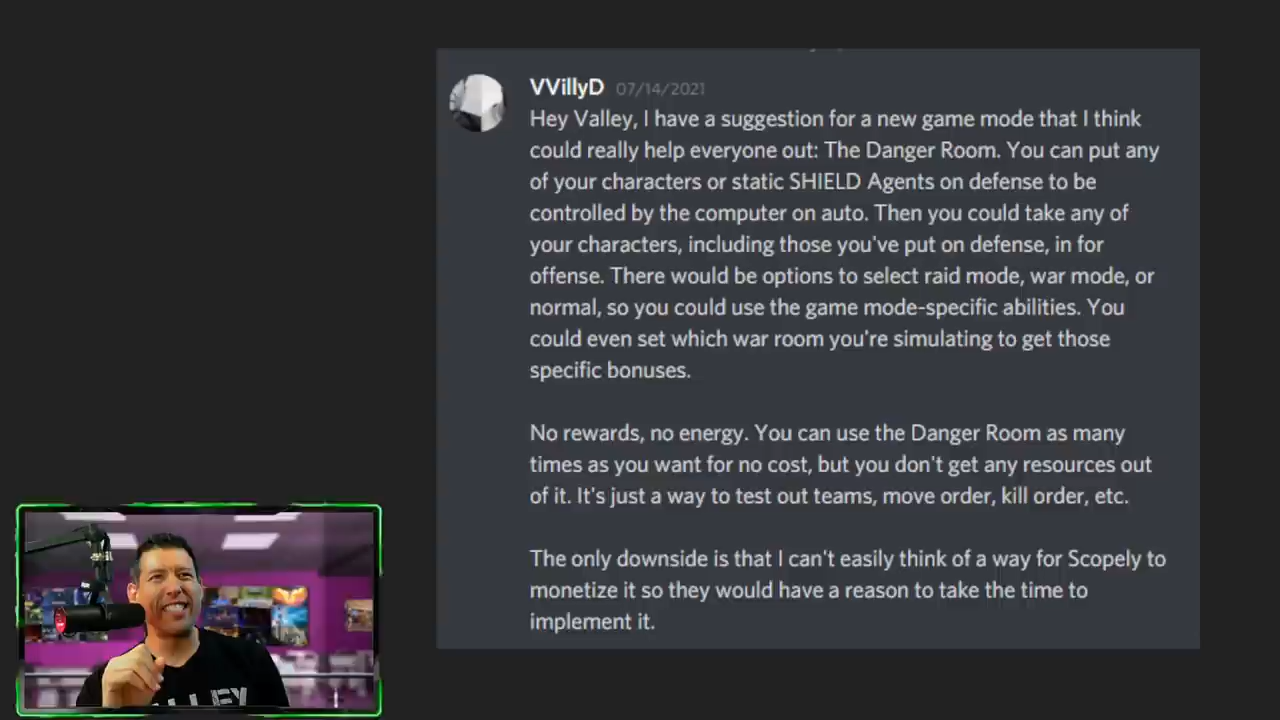 VVillyD 07/14/2021
Hey Valley, I have a suggestion for a new game mode that I think
could really help everyone out: The Danger Room. You can put any
of your characters or static SHIELD Agents on defense to be
controlled by the computer on auto. Then you could take any of
your characters, including those you've put on defense, in for
offense. There would be options to select raid mode, war mode, or
normal, so you could use the game mode-specific abilities. You
could even set which war room you're simulating to get those
specific bonuses.
No rewards, no energy. You can use the Danger Room as many
times as you want for no cost, but you don't get any resources out
of it. It's just a way to test out teams, move order, kill order, etc.
The only downside is that I can't easily think of a way for Scopely to
monetize it so they would have a reason to take the time to
implement it.